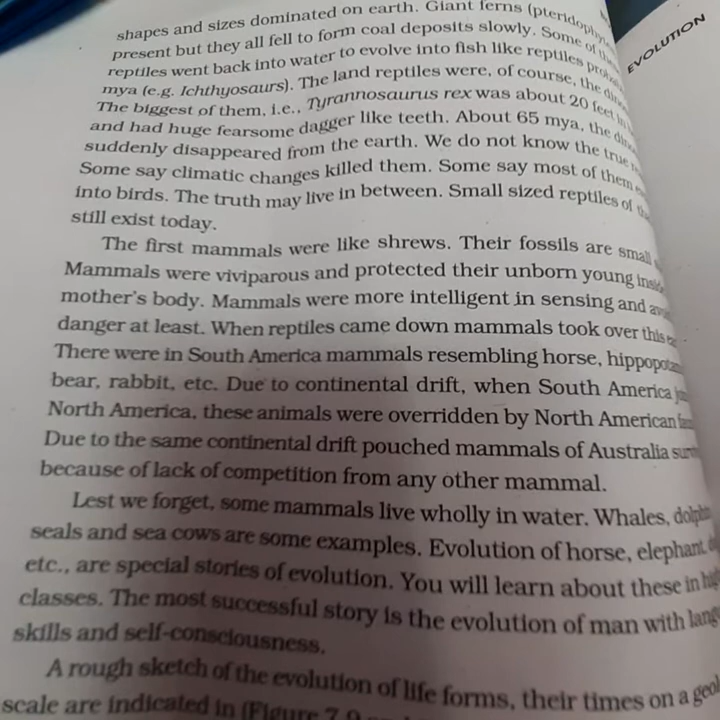 EVOLUTION
shapes and sizes dominated on earth. Giant ferns
present but they all fell to form coal deposits slowly. Some of
reptiles went back into water to evolve into fish like reptiles
mya (e.g. Ichthyosaurs). The land reptiles were, of course, the
The biggest of them, i.e., Tyrannosaurus rex was about 20 feet
and had huge fearsome dagger like teeth. About 65 mya, the
suddenly disappeared from the earth. We do not know the true
Some say climatic changes killed them. Some say most of them
into birds. The truth may live in between. Small sized reptiles of
still exist today.
The first mammals were like shrews. Their fossils are small
Mammals were viviparous and protected their unborn young
mother's body. Mammals were more intelligent in sensing and
danger at least. When reptiles came down mammals took over this
There were in South America mammals resembling horse,
bear, rabbit, etc. Due to continental drift, when South America
North America, these animals were overridden by North American
Due to the same continental drift pouched mammals of Australia
because of lack of competition from any other mammal.
Lest we forget, some mammals live wholly in water. Whales,
seals and sea cows are some examples. Evolution of horse, elephant,
etc., are special stories of evolution. You will learn about these in
classes. The most successful story is the evolution of man with
skills and self-consciousness.
A rough sketch of the evolution of life forms, their times on a
scale are indicated in (Figure 7.9